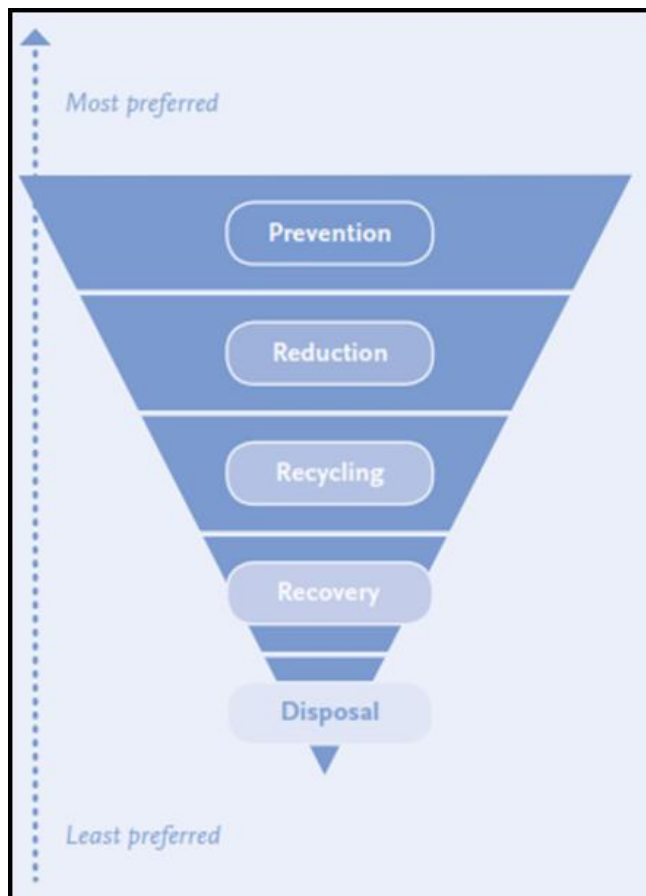 Most preferred
Prevention
Reduction
Recycling
Recovery
Disposal
Least preferred